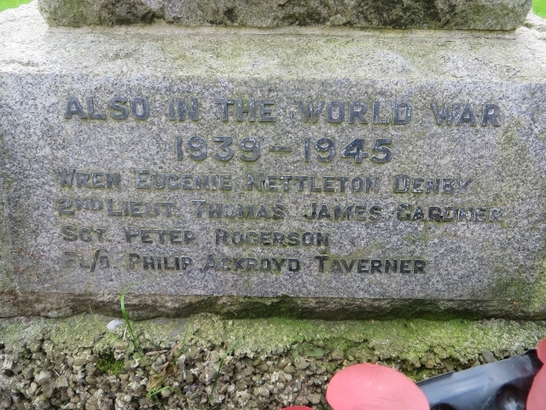 ALSO IN THE WORLD WAR
1939-1945
WREN EUGENIE NETTLETON DENBY
2ND LIEUT. THOMAS JAMES GARDNER
SGT. PETER ROGERSON
FL/O. PHILIP ACKROYD TAVERNER